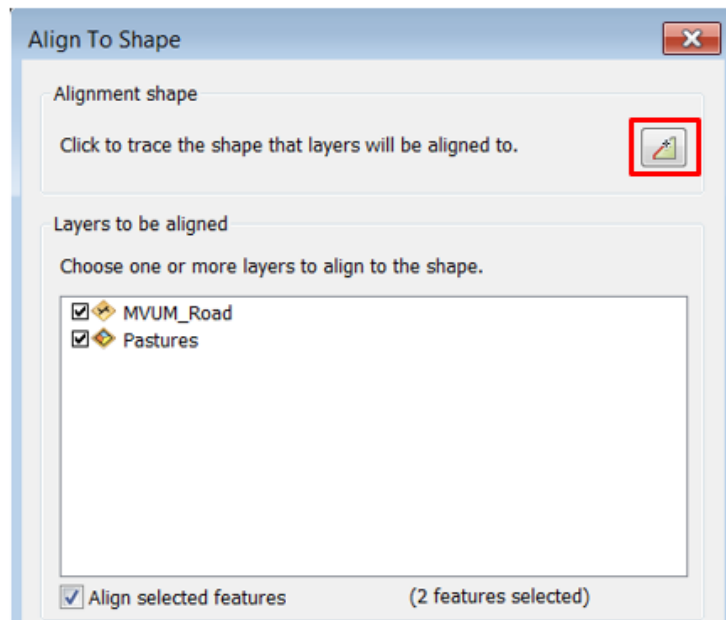 Align To Shape
Alignment shape
Click to trace the shape that layers will be aligned to.
Layers to be aligned
Choose one or more layers to align to the shape.
MVUM_Road
Pastures
Align selected features (2 features selected)